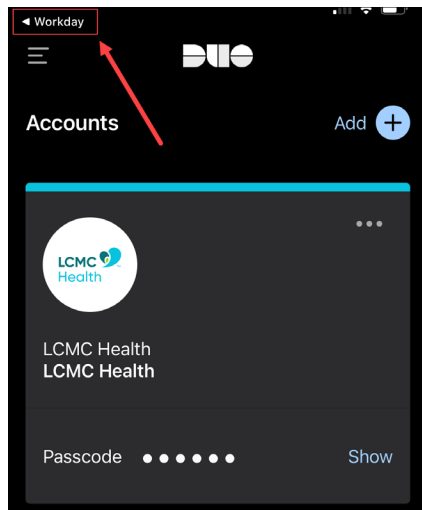 ◀ Workday
DUO
Accounts
Add +
LCMC
Health
LCMC Health
LCMC Health
Passcode ●●●●●●
Show